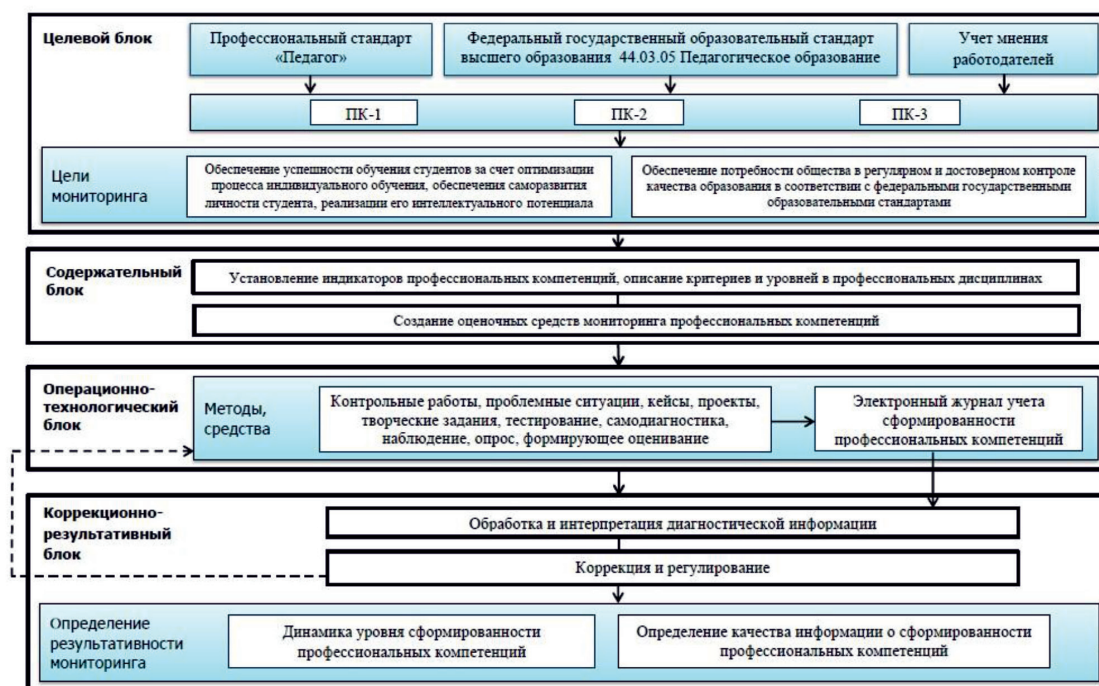 Целевой блок
Профессиональный стандарт
«Педагог»
Федеральный государственный образовательный стандарт
высшего образования 44.03.05 Педагогическое образование
Учет мнения
работодателей
ПК-1
ПК-2
ПК-3
Цели
мониторинга
Обеспечение успешности обучения студентов за счет оптимизации
процесса индивидуального обучения, обеспечения саморазвития
личности студента, реализации его интеллектуального потенциала
Обеспечение потребности общества в регулярном и достоверном контроле
качества образования в соответствии с федеральными государственными
образовательными стандартами
Содержательный
блок
Установление индикаторов профессиональных компетенций, описание критериев и уровней в профессиональных дисциплинах
Создание оценочных средств мониторинга профессиональных компетенций
Операционно-
технологический
блок
Методы,
средства
Контрольные работы, проблемные ситуации, кейсы, проекты,
творческие задания, тестирование, самодиагностика,
наблюдение, опрос, формирующее оценивание
Электронный журнал учета
сформированности
профессиональных компетенций
Коррекционно-
результативный
блок
Обработка и интерпретация диагностической информации
Коррекция и регулирование
Определение
результативности
мониторинга
Динамика уровня сформированности
профессиональных компетенций
Определение качества информации о сформированности
профессиональных компетенций